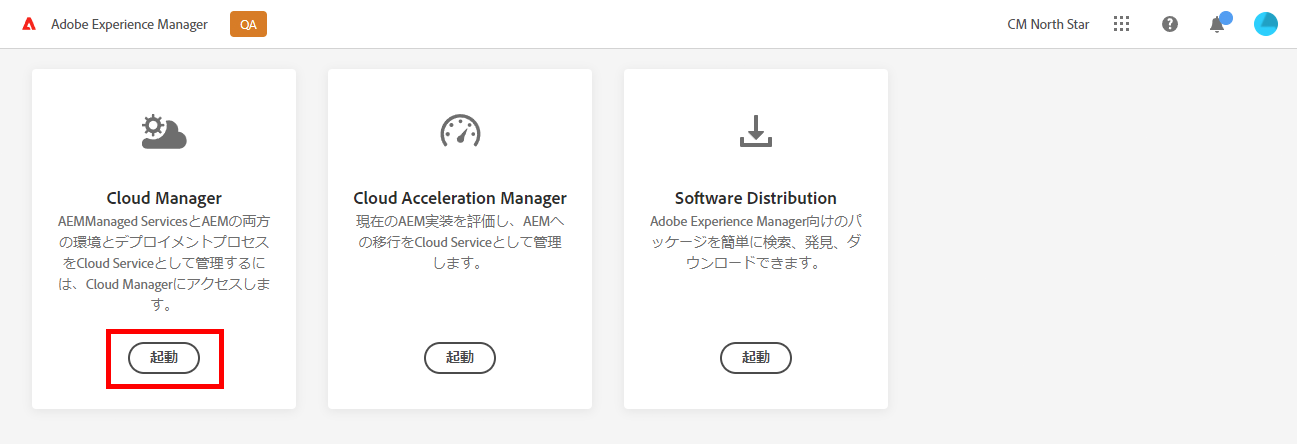 Adobe Experience Manager QA CM North Star
Cloud Manager
AEMManaged ServicesとAEMの両方
の環境とデプロイメントプロセス
をCloud Serviceとして管理するに
は、Cloud Managerにアクセスしま
す。
起動
Cloud Acceleration Manager
現在のAEM実装を評価し、AEMへ
の移行をCloud Serviceとして管理
します。
起動
Software Distribution
Adobe Experience Manager向けのパ
ッケージを簡単に検索、発見、ダ
ウンロードできます。
起動